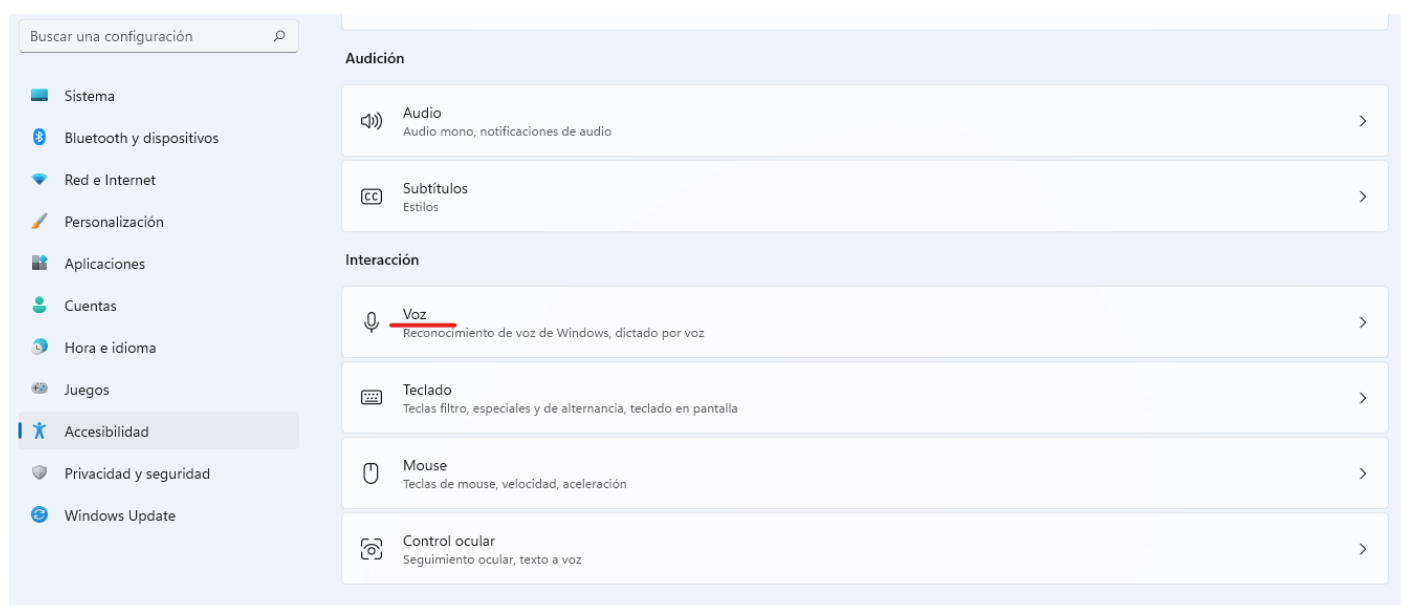 Buscar una configuración
Sistema
Bluetooth y dispositivos
Red e Internet
Personalización
Aplicaciones
Cuentas
Hora e idioma
Juegos
Accesibilidad
Privacidad y seguridad
Windows Update
Audición
Audio
Audio mono, notificaciones de audio
CC
Subtítulos
Estilos
Interacción
Voz
Reconocimiento de voz de Windows, dictado por voz
Teclado
Teclas filtro, especiales y de alternancia, teclado en pantalla
Mouse
Teclas de mouse, velocidad, aceleración
Control ocular
Seguimiento ocular, texto a voz